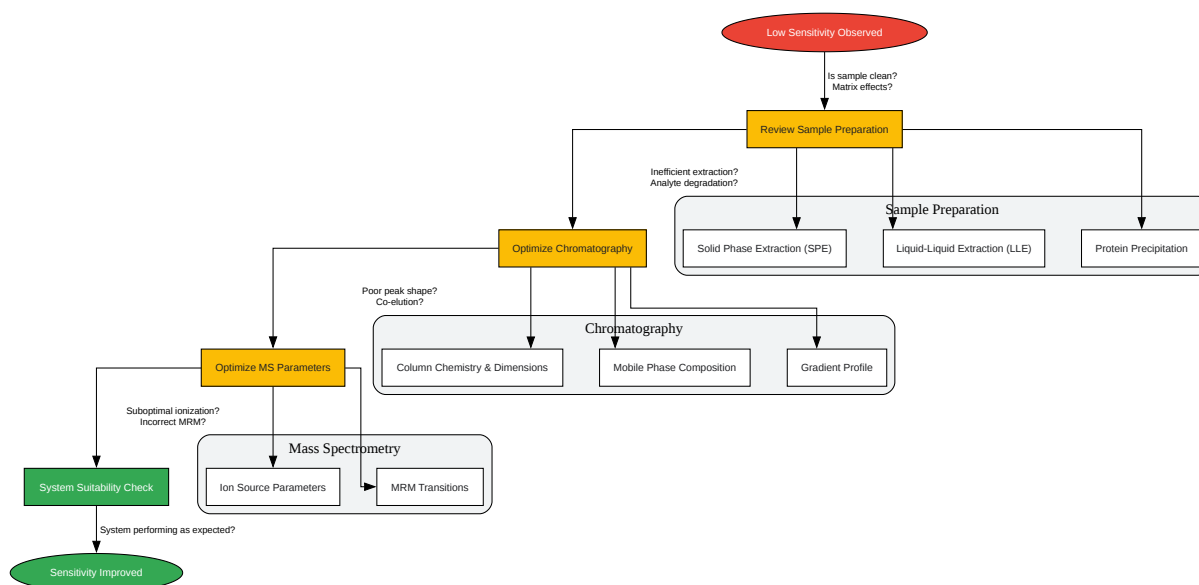 Low Sensitivity Observed
Is sample clean?
Matrix effects?
Review Sample Preparation
Inefficient extraction?
Analyte degradation?
Sample Preparation
Solid Phase Extraction (SPE)
Liquid-Liquid Extraction (LLE)
Protein Precipitation
Optimize Chromatography
Poor peak shape?
Co-elution?
Chromatography
Column Chemistry & Dimensions
Mobile Phase Composition
Gradient Profile
Optimize MS Parameters
Suboptimal ionization?
Incorrect MRM?
Mass Spectrometry
Ion Source Parameters
MRM Transitions
System Suitability Check
System performing as expected?
Sensitivity Improved